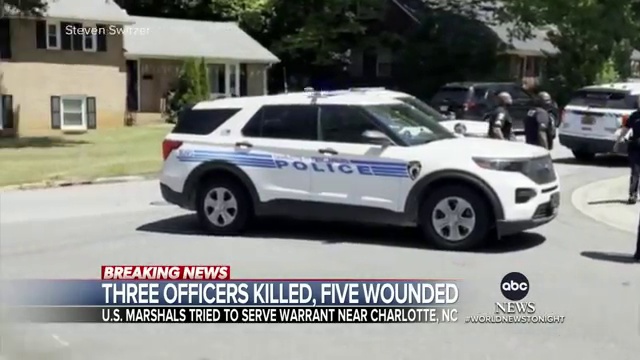 Steven Switzer
POLICE
BREAKING NEWS
THREE OFFICERS KILLED, FIVE WOUNDED
U.S. MARSHALS TRIED TO SERVE WARRANT NEAR CHARLOTTE, NC
abc
NEWS
#WORLDNEWSTONIGHT